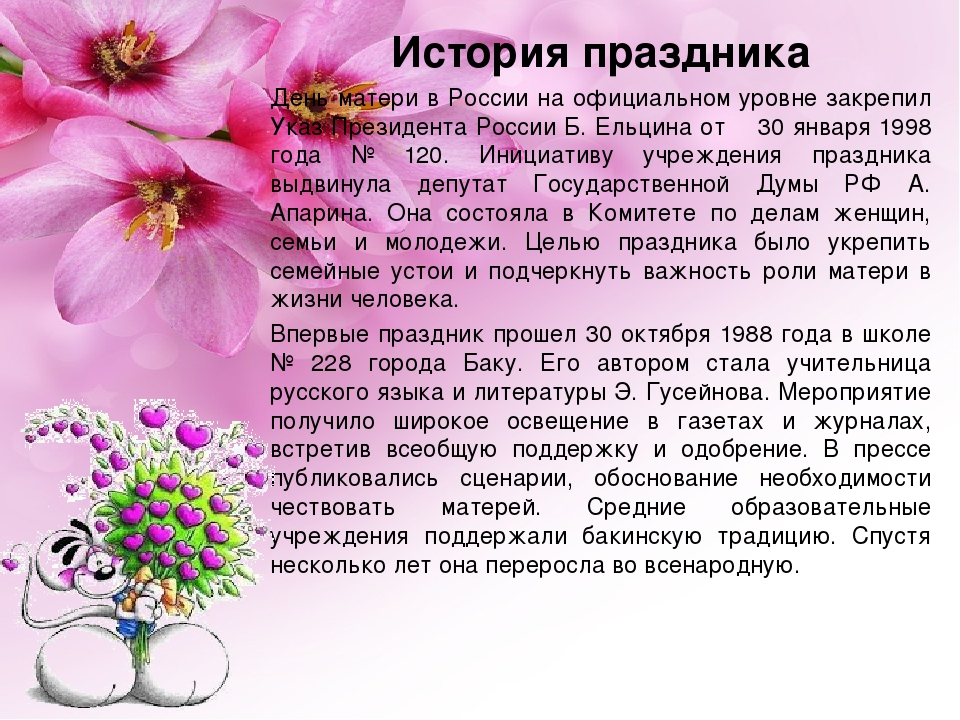 История праздника
День матери в России на официальном уровне закрепил
Указ Президента России Б. Ельцина от 30 января 1998
года № 120. Инициативу учреждения праздника
выдвинула депутат Государственной Думы РФ А.
Апарина. Она состояла в Комитете по делам женщин,
семьи и молодежи. Целью праздника было укрепить
семейные устои и подчеркнуть важность роли матери в
жизни человека.
Впервые праздник прошел 30 октября 1988 года в школе
№ 228 города Баку. Его автором стала учительница
русского языка и литературы Э. Гусейнова. Мероприятие
получило широкое освещение в газетах и журналах,
встретив всеобщую поддержку и одобрение. В прессе
публиковались сценарии, обоснование необходимости
чествовать матерей. Средние образовательные
учреждения поддержали бакинскую традицию. Спустя
несколько лет она переросла во всенародную.